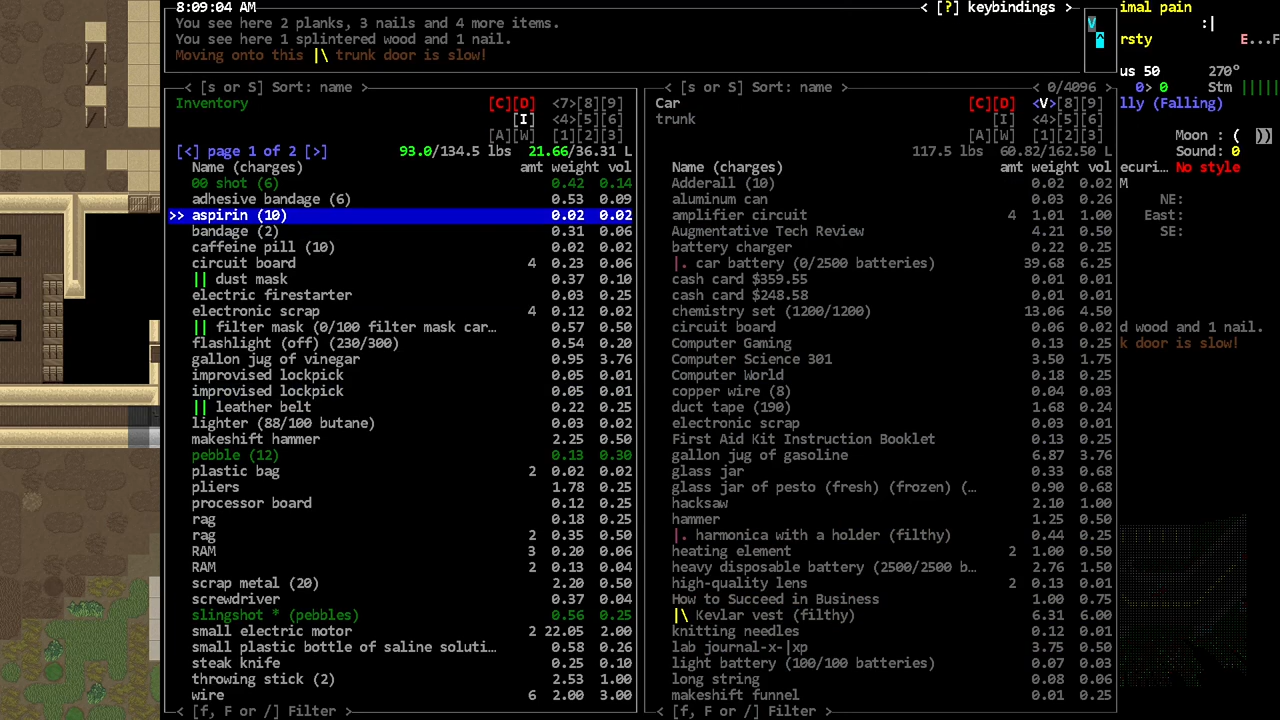 8:09:04 AM
< [?] keybindings >
You see here 2 planks, 3 nails and 4 more items.
You see here 1 splintered wood and 1 nail.
Moving onto this |\ trunk door is slow!
V
^
imal pain
:|
rsty
E...F
us 50 270°
0> 0 Stm |||||
lly (Falling)
Moon : ( ))
Sound: 0
ecuri… No style
M
NE:
East:
SE:
d wood and 1 nail.
k door is slow!
< [s or S] Sort: name >
Inventory
[C][D] <7>[8][9]
[I] <4>[5][6]
[A][W] [1][2][3]
[<] page 1 of 2 [>] 93.0/134.5 lbs 21.66/36.31 L
Name (charges) amt weight vol
00 shot (6) 0.42 0.14
adhesive bandage (6) 0.53 0.09
>> aspirin (10) 0.02 0.02
bandage (2) 0.31 0.06
caffeine pill (10) 0.02 0.02
circuit board 4 0.23 0.06
|| dust mask 0.37 0.10
electric firestarter 0.03 0.25
electronic scrap 4 0.12 0.02
|| filter mask (0/100 filter mask car… 0.57 0.50
flashlight (off) (230/300) 0.54 0.20
gallon jug of vinegar 0.95 3.76
improvised lockpick 0.05 0.01
improvised lockpick 0.05 0.01
|| leather belt 0.22 0.25
lighter (88/100 butane) 0.03 0.02
makeshift hammer 2.25 0.50
pebble (12) 0.13 0.30
plastic bag 2 0.02 0.02
pliers 1.78 0.25
processor board 0.12 0.25
rag 0.18 0.25
rag 2 0.35 0.50
RAM 3 0.20 0.06
RAM 2 0.13 0.04
scrap metal (20) 2.20 0.50
screwdriver 0.37 0.04
slingshot * (pebbles) 0.56 0.25
small electric motor 2 22.05 2.00
small plastic bottle of saline soluti… 0.58 0.26
steak knife 0.25 0.10
throwing stick (2) 2.53 1.00
wire 6 2.00 3.00
< [f, F or /] Filter >
< [s or S] Sort: name > 0/4096
Car
trunk
[C][D] <V>[8][9]
[I] <4>[5][6]
[A][W] [1][2][3]
117.5 lbs 60.82/162.50 L
Name (charges) amt weight vol
Adderall (10) 0.02 0.02
aluminum can 0.03 0.26
amplifier circuit 4 1.01 1.00
Augmentative Tech Review 4.21 0.50
battery charger 0.22 0.25
|. car battery (0/2500 batteries) 39.68 6.25
cash card $359.55 0.01 0.01
cash card $248.58 0.01 0.01
chemistry set (1200/1200) 13.06 4.50
circuit board 0.06 0.02
Computer Gaming 0.13 0.25
Computer Science 301 3.50 1.75
Computer World 0.18 0.25
copper wire (8) 0.04 0.03
duct tape (190) 1.68 0.24
electronic scrap 0.03 0.01
First Aid Kit Instruction Booklet 0.13 0.25
gallon jug of gasoline 6.87 3.76
glass jar 0.33 0.68
glass jar of pesto (fresh) (frozen) (… 0.90 0.68
hacksaw 2.10 1.00
hammer 1.25 0.50
|. harmonica with a holder (filthy) 0.44 0.25
heating element 2 1.00 0.50
heavy disposable battery (2500/2500 b… 2.76 1.50
high-quality lens 2 0.13 0.01
How to Succeed in Business 1.00 0.75
|\ Kevlar vest (filthy) 6.31 6.00
knitting needles 0.12 0.01
lab journal-x-|xp 3.75 0.50
light battery (100/100 batteries) 0.07 0.03
long string 0.08 0.06
makeshift funnel 0.01 0.25
< [f, F or /] Filter >